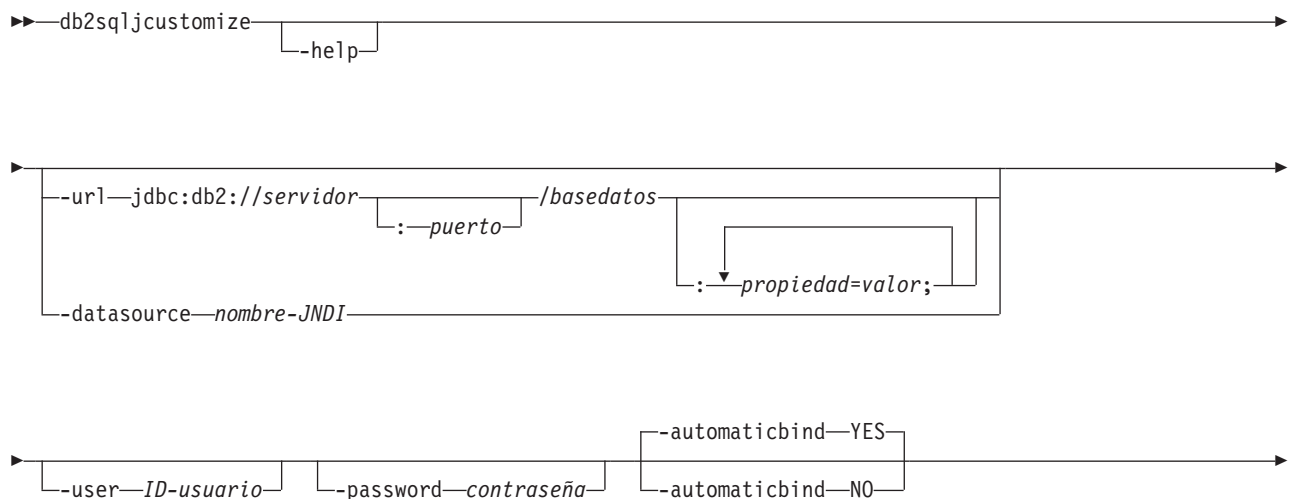 db2sqljcustomize
-help
-url jdbc:db2://servidor /basedatos
: puerto
: propiedad=valor;
-datasource nombre-JNDI
-automaticbind YES
-user ID-usuario -password contraseña -automaticbind NO